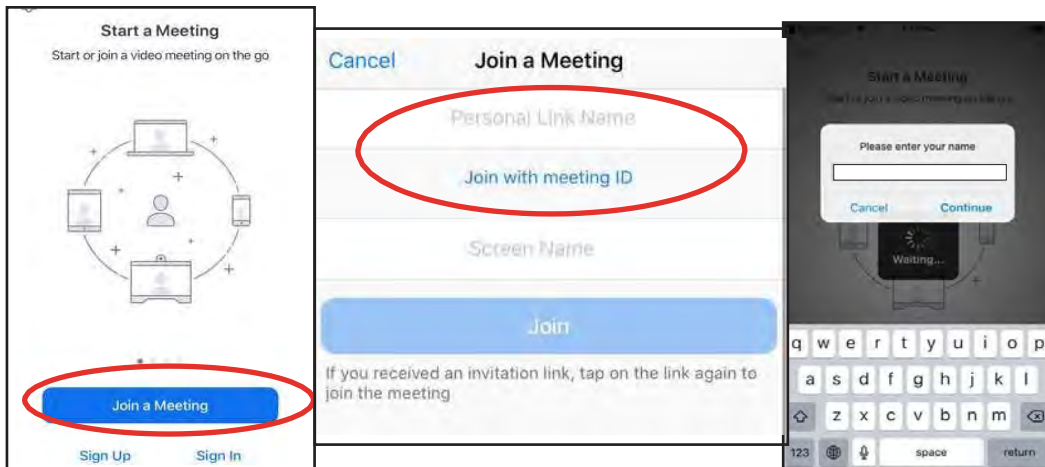 Start a Meeting
Start or join a video meeting on the go
Join a Meeting
Sign Up Sign In
Cancel Join a Meeting
Personal Link Name
Join with meeting ID
Screen Name
Join
If you received an invitation link, tap on the link again to
join the meeting
Start a Meeting
Please enter your name
Cancel Continue
Waiting...
q w e r t y u i o p
a s d f g h j k l
z x c v b n m
123 space return